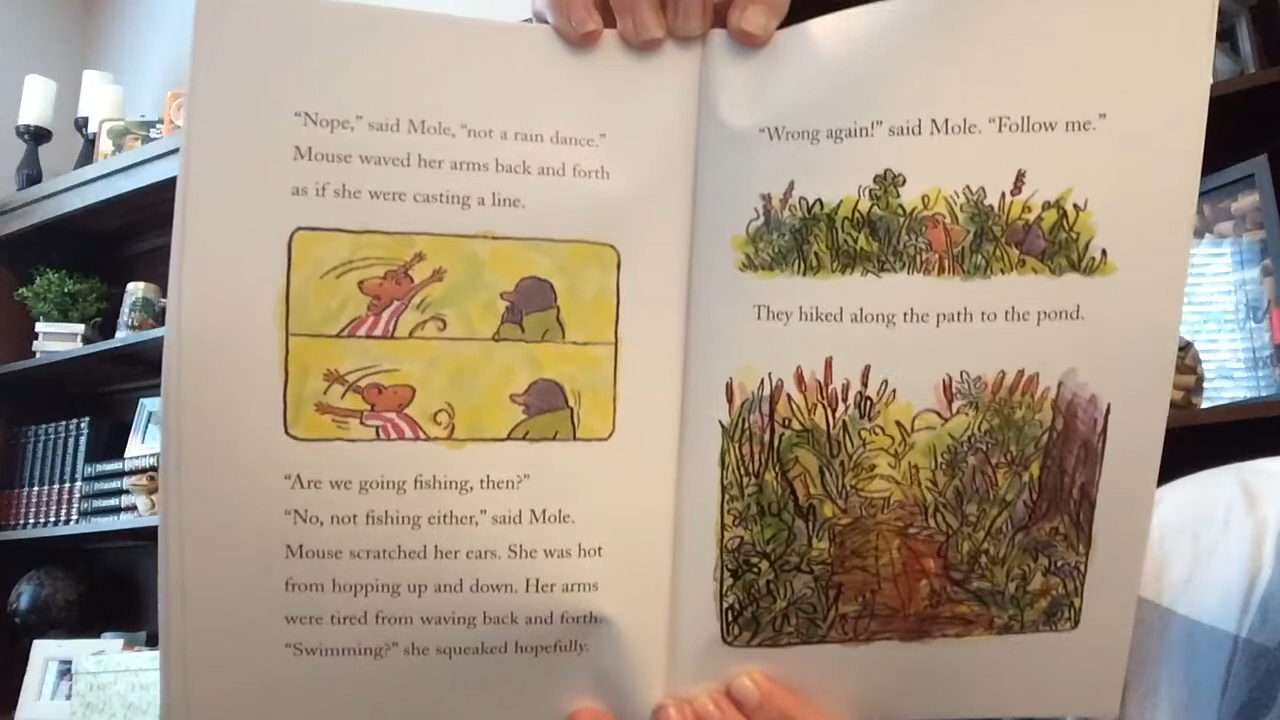 “Nope,” said Mole, “not a rain dance.”
Mouse waved her arms back and forth
as if she were casting a line.
“Are we going fishing, then?”
“No, not fishing either,” said Mole.
Mouse scratched her ears. She was hot
from hopping up and down. Her arms
were tired from waving back and forth.
“Swimming?” she squeaked hopefully.
“Wrong again!” said Mole. “Follow me.”
They hiked along the path to the pond.